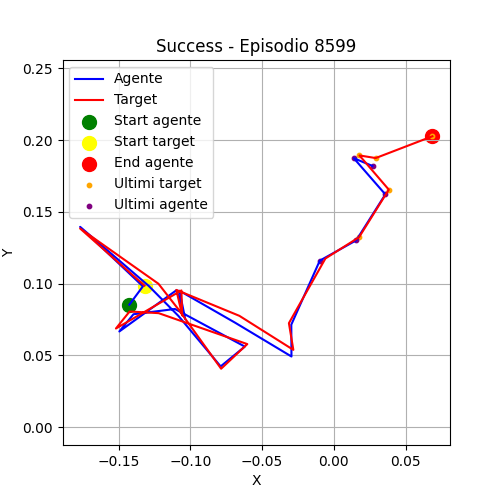 Success - Episodio 8599
Agente
Target
Start agente
Start target
End agente
Ultimi target
Ultimi agente
0.25
0.20
0.15
0.10
0.05
0.00
Y
−0.15
−0.10
−0.05
0.00
0.05
X